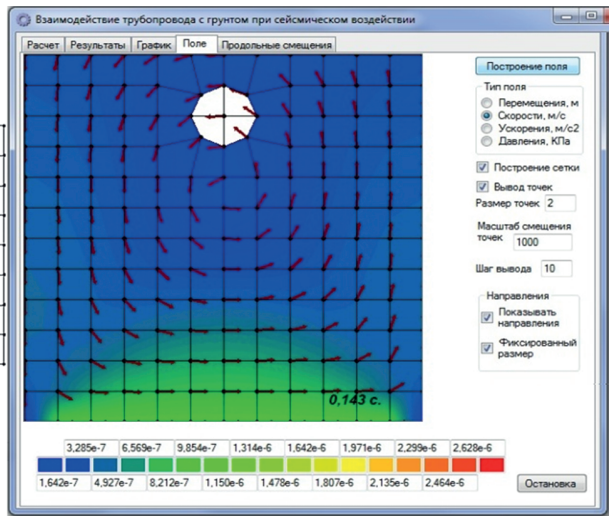 Взаимодействие трубопровода с грунтом при сейсмическом воздействии
Расчет Результаты График Поле Продольные смещения
Построение поля
Тип поля
Перемещения, м
Скорости, м/с
Ускорения, м/с2
Давления, КПа
Построение сетки
Вывод точек
Размер точек 2
Масштаб смещения
точек 1000
Шаг вывода 10
Направления
Показывать
направления
Фиксированный
размер
0,143 с.
3,285e-7 6,569e-7 9,854e-7 1,314e-6 1,642e-6 1,971e-6 2,299e-6 2,628e-6
1,642e-7 4,927e-7 8,212e-7 1,150e-6 1,478e-6 1,807e-6 2,135e-6 2,464e-6
Остановка